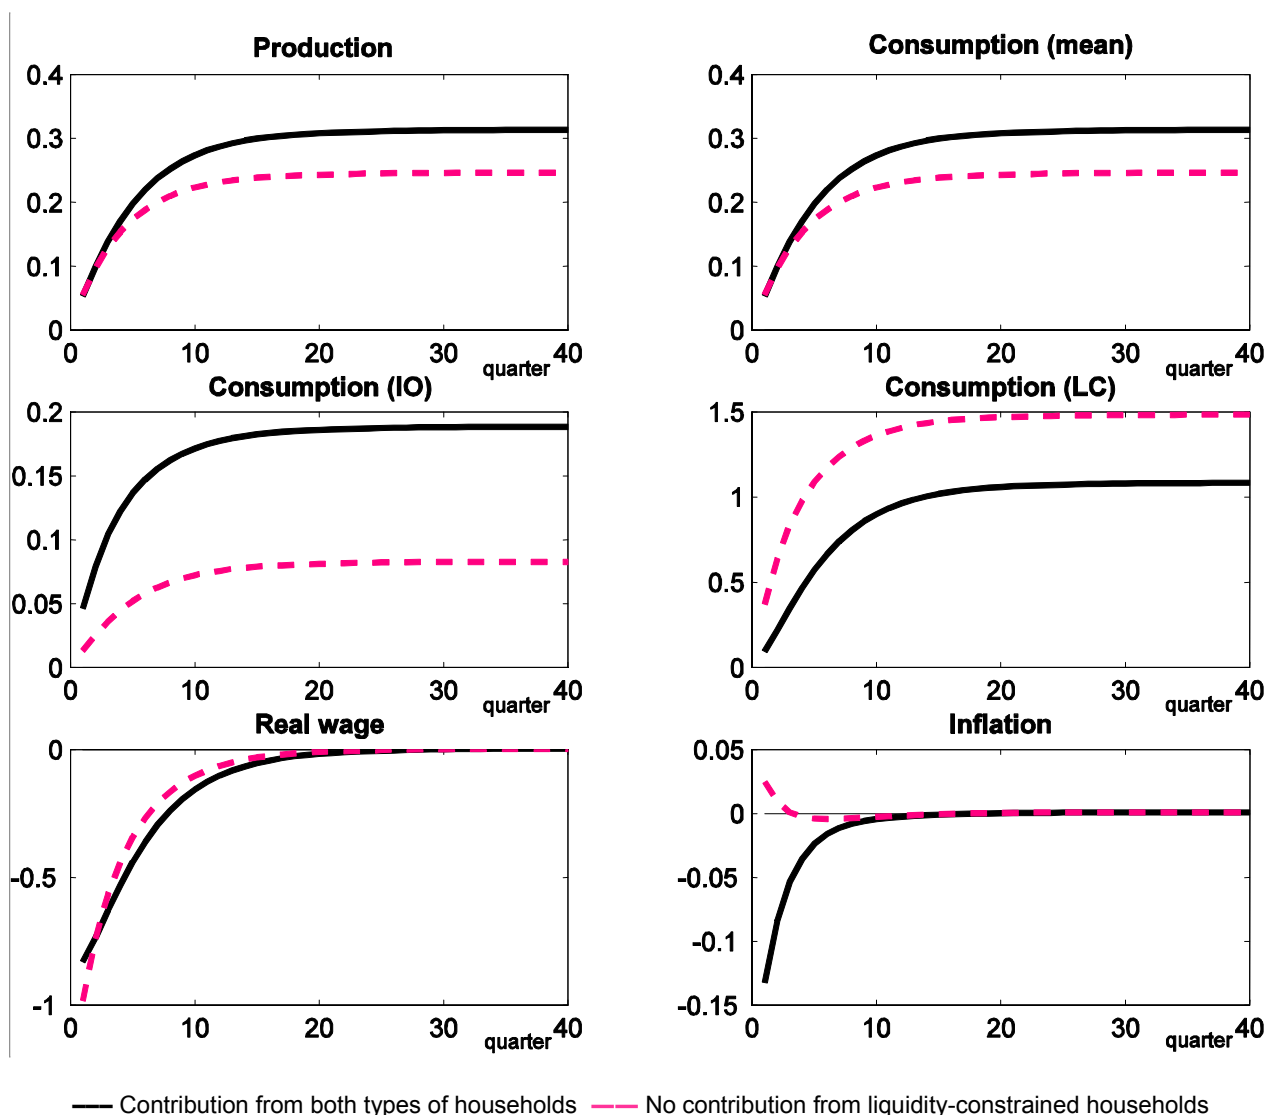 Production
0.4
0.3
0.2
0.1
0
0 10 20 30 40
quarter
Consumption (mean)
0.4
0.3
0.2
0.1
0
0 10 20 30 40
quarter
Consumption (IO)
0.2
0.15
0.1
0.05
0
0 10 20 30 40
quarter
Consumption (LC)
1.5
1
0.5
0
0 10 20 30 40
quarter
Real wage
0
-0.5
-1
0 10 20 30 40
quarter
Inflation
0.05
0
-0.05
-0.1
-0.15
0 10 20 30 40
quarter
Contribution from both types of households No contribution from liquidity-constrained households